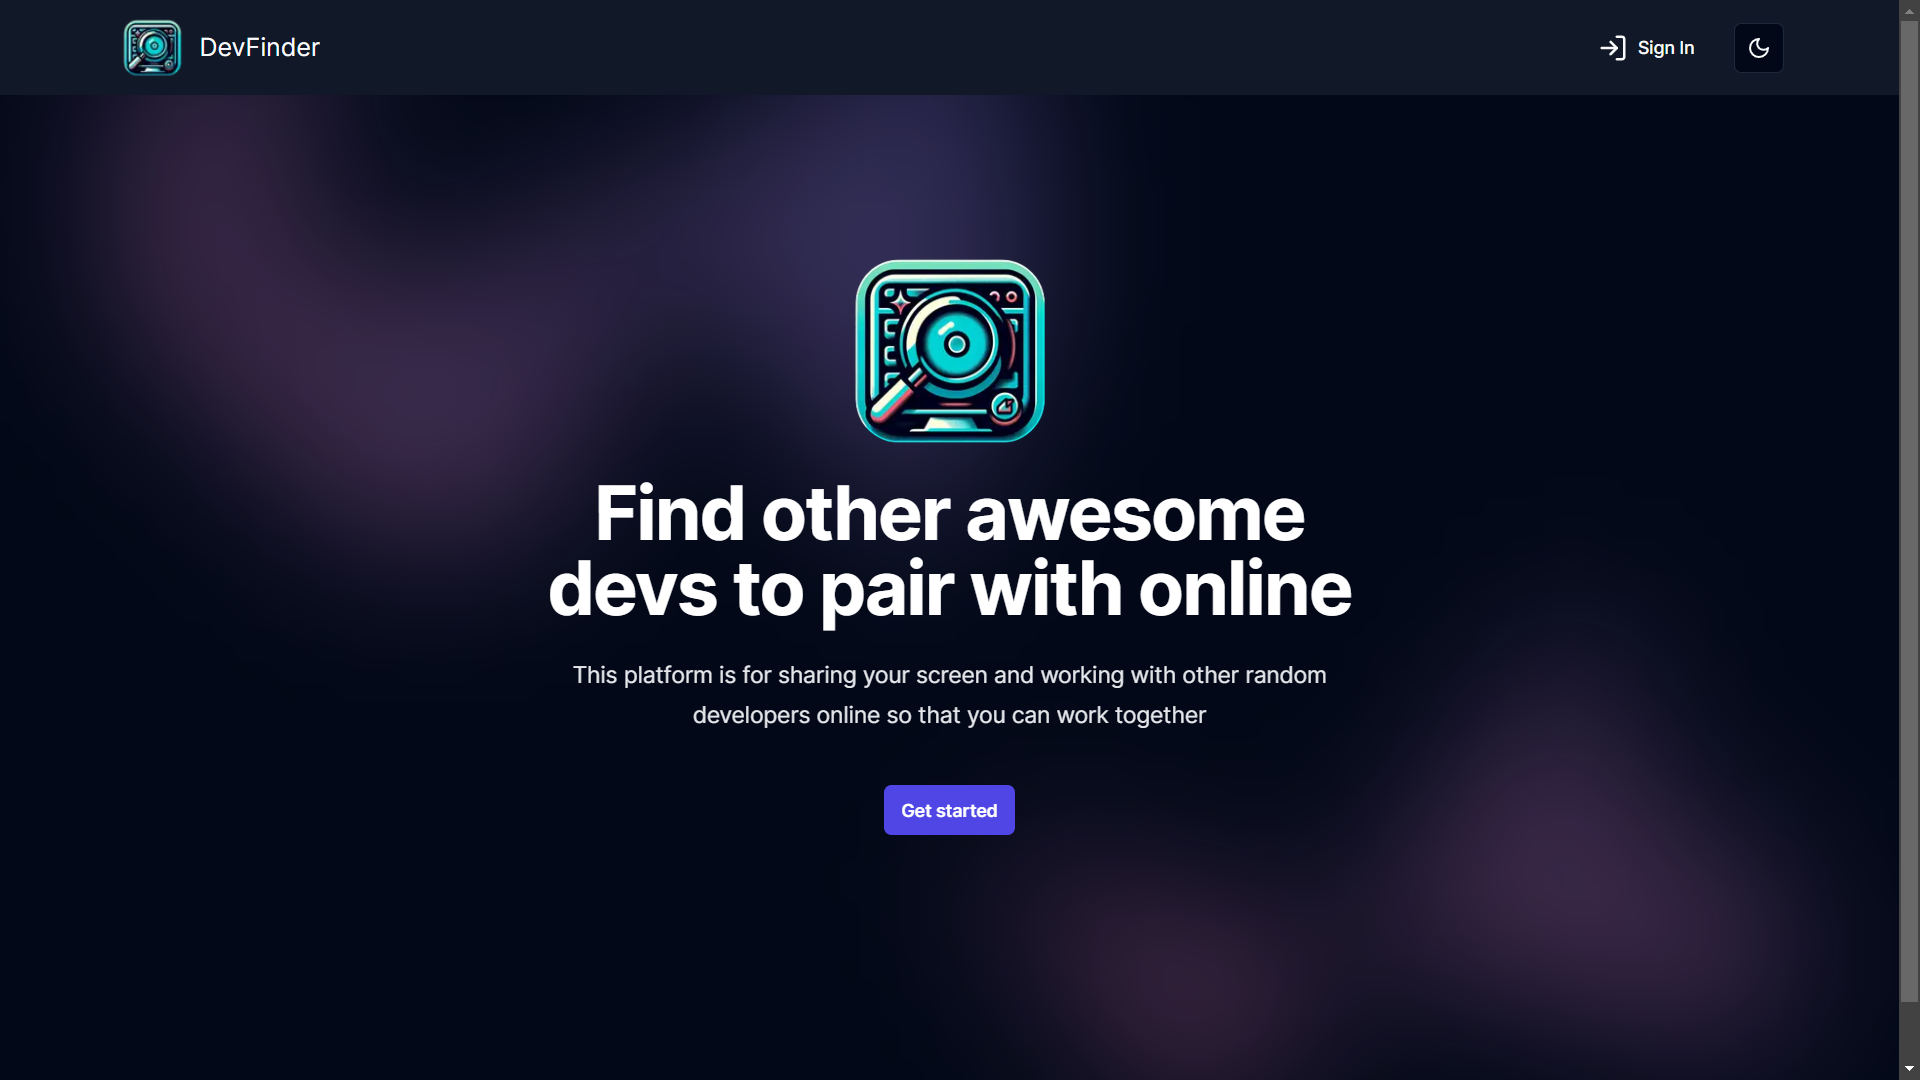 DevFinder
Sign In
Find other awesome
devs to pair with online
This platform is for sharing your screen and working with other random
developers online so that you can work together
Get started